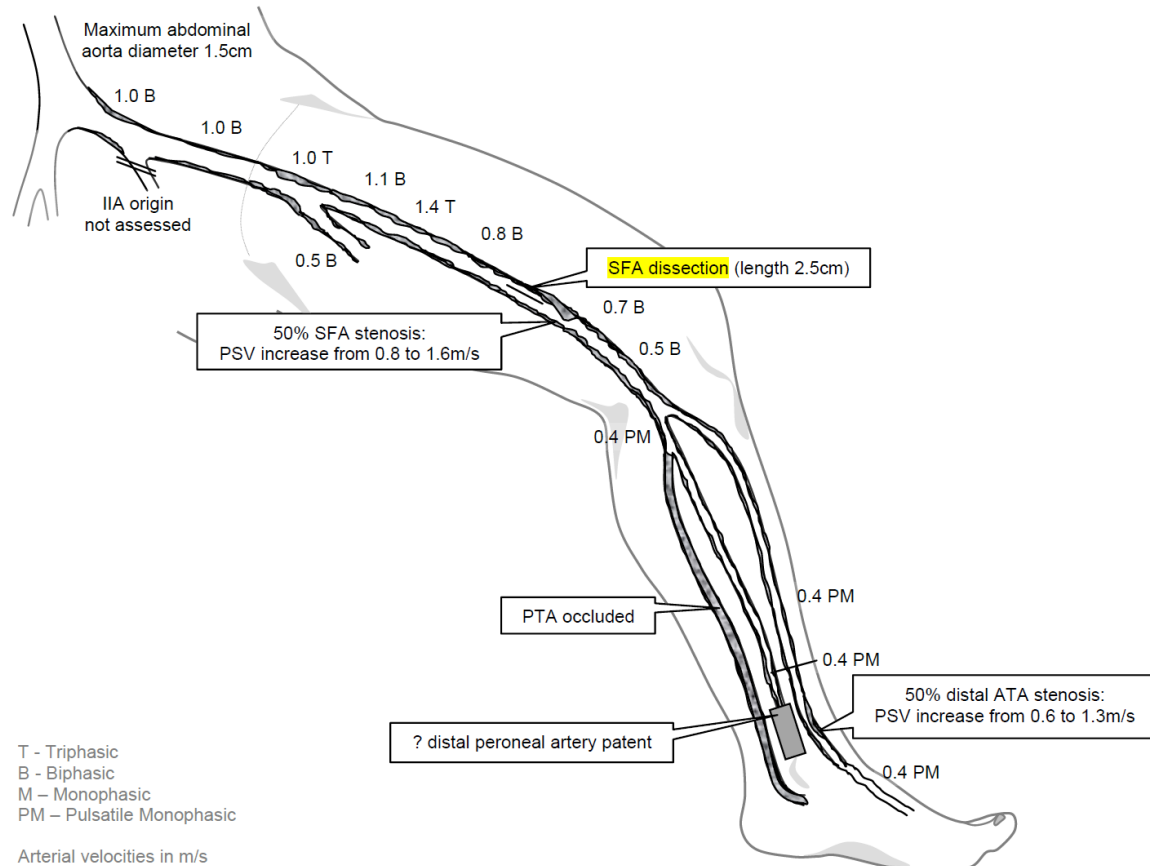 Maximum abdominal
aorta diameter 1.5cm
1.0 B
1.0 B
1.0 T
1.1 B
1.4 T
0.8 B
IIA origin
not assessed
0.5 B
SFA dissection (length 2.5cm)
0.7 B
50% SFA stenosis:
PSV increase from 0.8 to 1.6m/s
0.5 B
0.4 PM
0.4 PM
PTA occluded
0.4 PM
50% distal ATA stenosis:
PSV increase from 0.6 to 1.3m/s
? distal peroneal artery patent
0.4 PM
T - Triphasic
B - Biphasic
M – Monophasic
PM – Pulsatile Monophasic
Arterial velocities in m/s